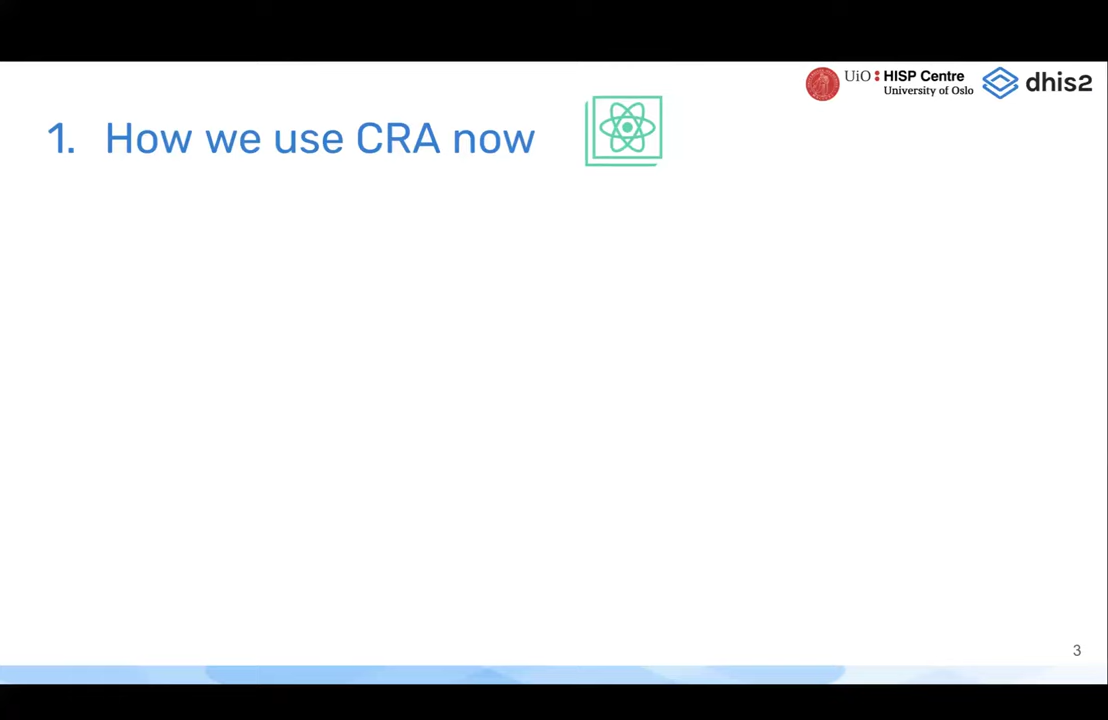 UiO HISP Centre
University of Oslo
dhis2
1. How we use CRA now
3